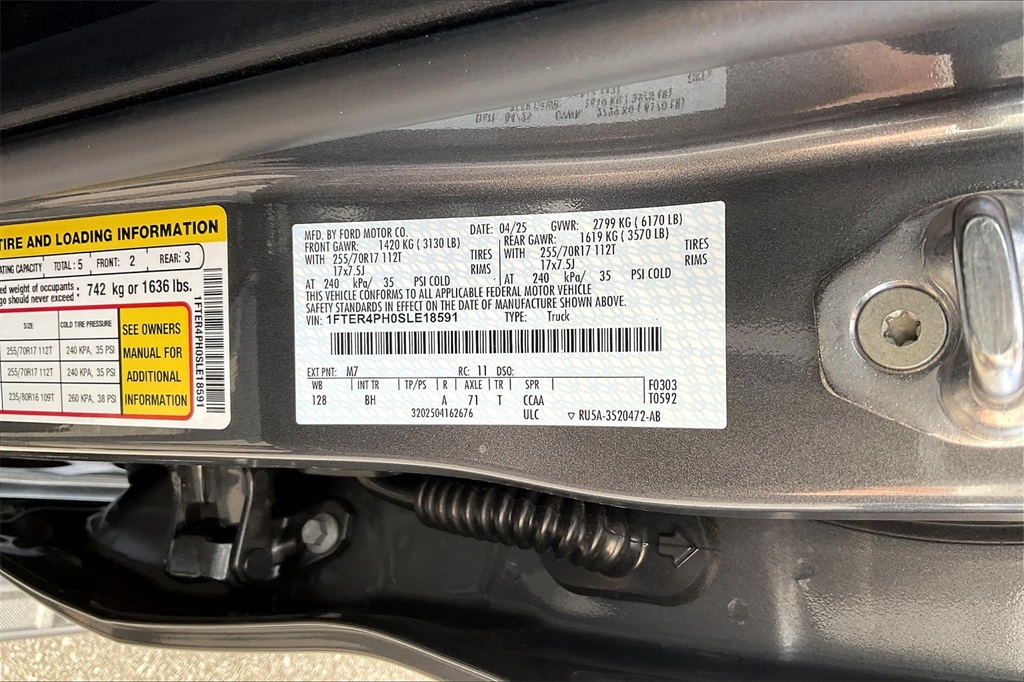 TIRE AND LOADING INFORMATION
CAPACITY TOTAL: 5 FRONT: 2 REAR: 3
weight of occupants
go should never exceed : 742 kg or 1636 lbs.
SIZE COLD TIRE PRESSURE
255/70R17 112T 240 KPA, 35 PSI
255/70R17 112T 240 KPA, 35 PSI
235/80R16 109T 260 KPA, 38 PSI
SEE OWNERS
MANUAL FOR
ADDITIONAL
INFORMATION
1FTER4PH0SLE18591
MFD. BY FORD MOTOR CO. DATE: 04/25 GVWR: 2799 KG ( 6170 LB)
FRONT GAWR: 1420 KG ( 3130 LB) REAR GAWR: 1619 KG ( 3570 LB)
WITH 255/70R17 112T TIRES WITH 255/70R17 112T TIRES
17x7.5J RIMS 17x7.5J RIMS
AT 240 kPa/ 35 PSI COLD AT 240 kPa/ 35 PSI COLD
THIS VEHICLE CONFORMS TO ALL APPLICABLE FEDERAL MOTOR VEHICLE
SAFETY STANDARDS IN EFFECT ON THE DATE OF MANUFACTURE SHOWN ABOVE.
VIN: 1FTER4PH0SLE18591 TYPE: Truck
EXT PNT: M7 RC: 11 DSO:
WB INT TR TP/PS R AXLE TR SPR F0303
128 BH A 71 T CCAA T0592
3202504162676 ULC RU5A-3520472-AB